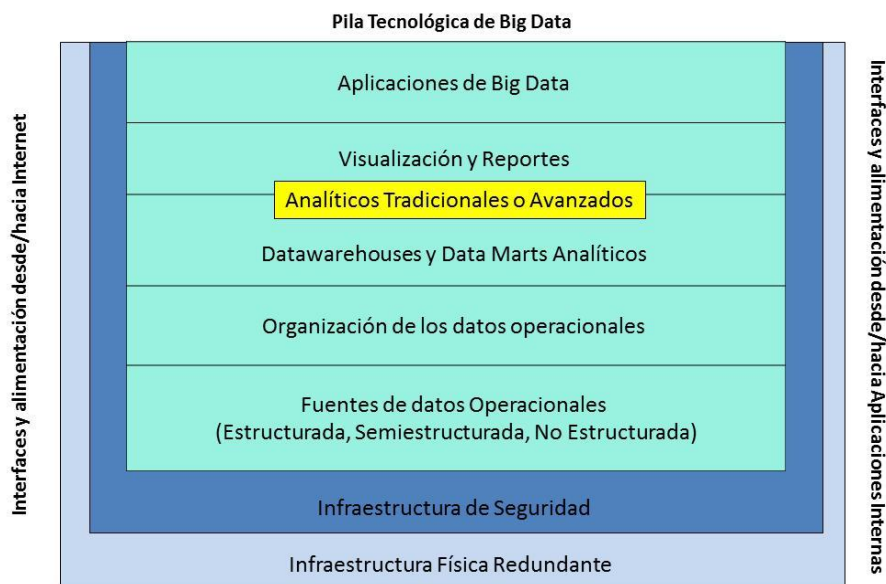 Pila Tecnológica de Big Data
Interfaces y alimentación desde/hacia Internet
Aplicaciones de Big Data
Visualización y Reportes
Analíticos Tradicionales o Avanzados
Datawarehouses y Data Marts Analíticos
Organización de los datos operacionales
Fuentes de datos Operacionales
(Estructurada, Semiestructurada, No Estructurada)
Infraestructura de Seguridad
Infraestructura Física Redundante
Interfaces y alimentación desde/hacia Aplicaciones Internas